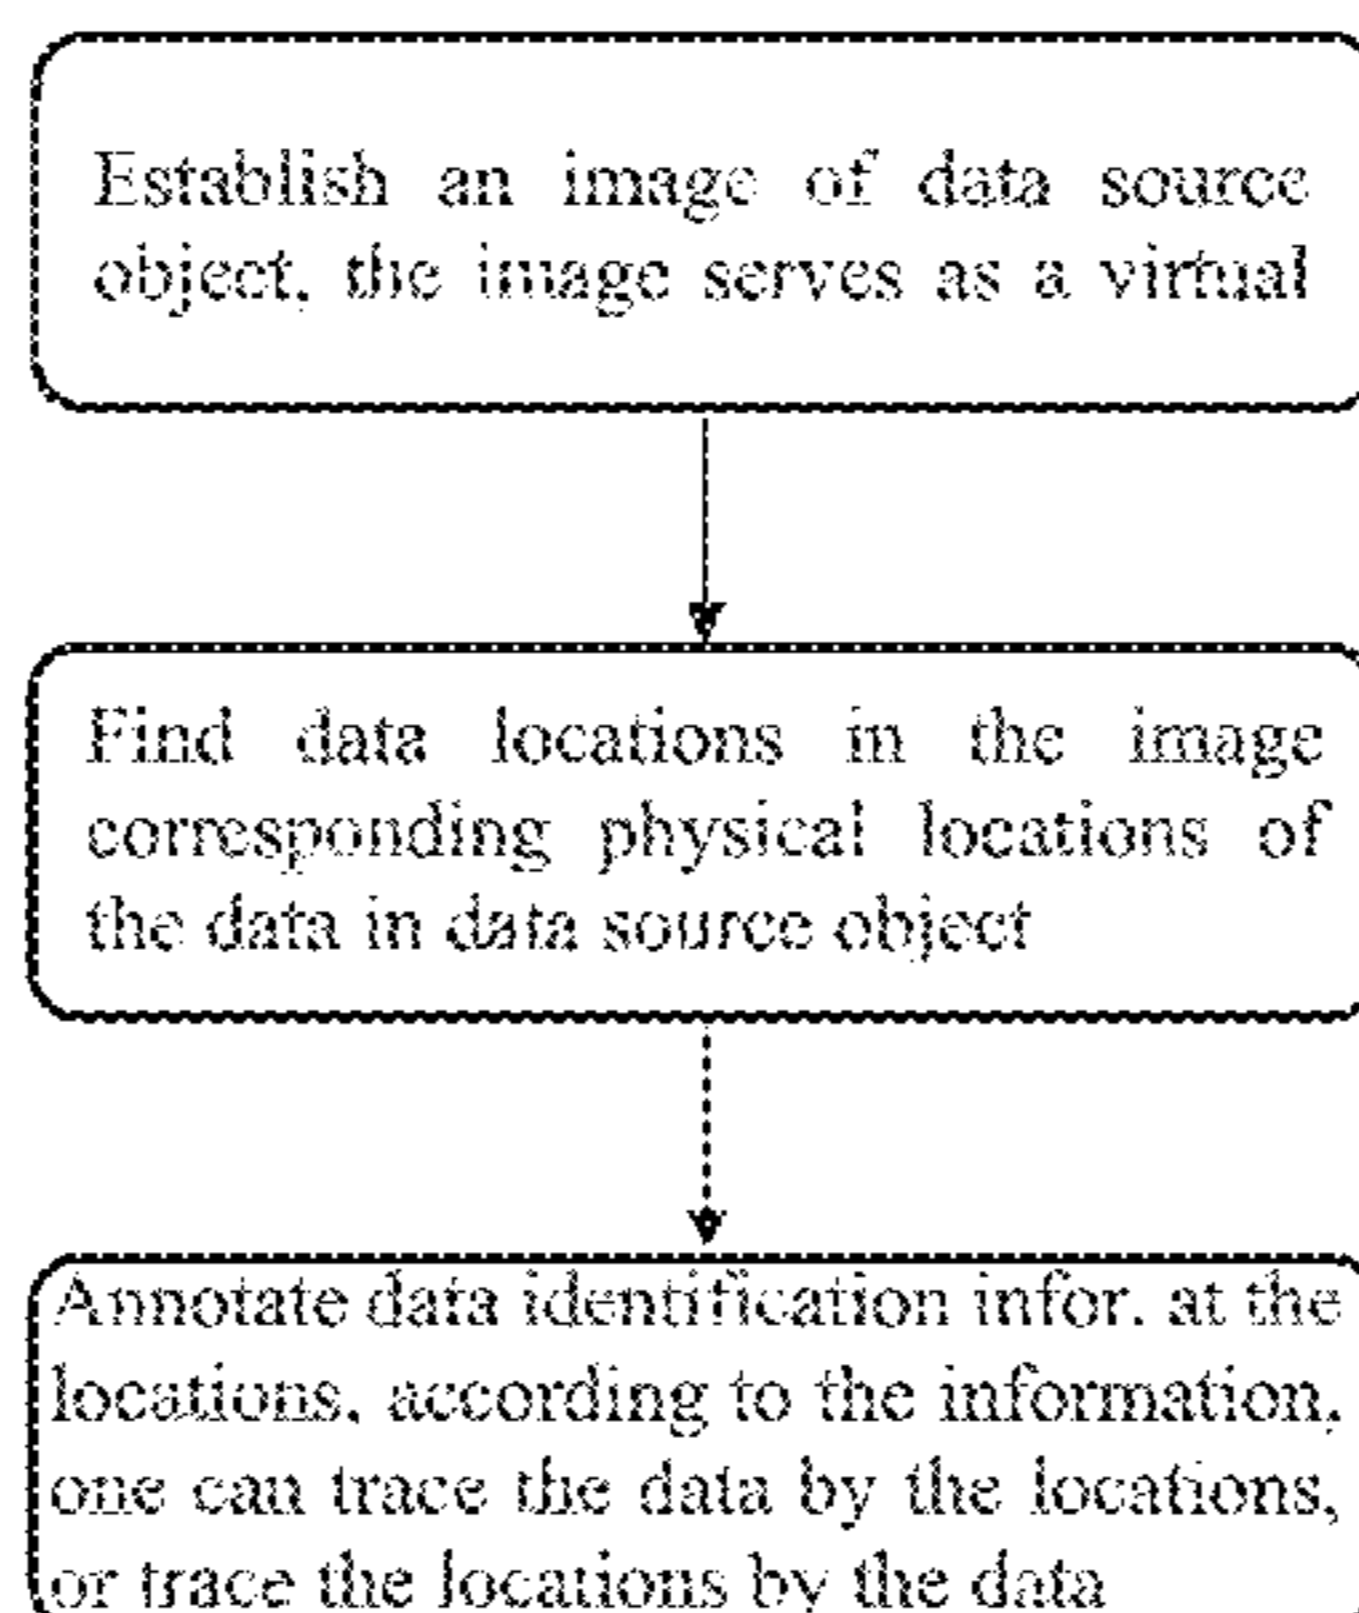 Establish an image of data source
object, the image serves as a virtual
Find data locations in the image
corresponding physical locations of
the data in data source object
Annotate data identification infor. at the
locations, according to the information,
one can trace the data by the locations,
or trace the locations by the data